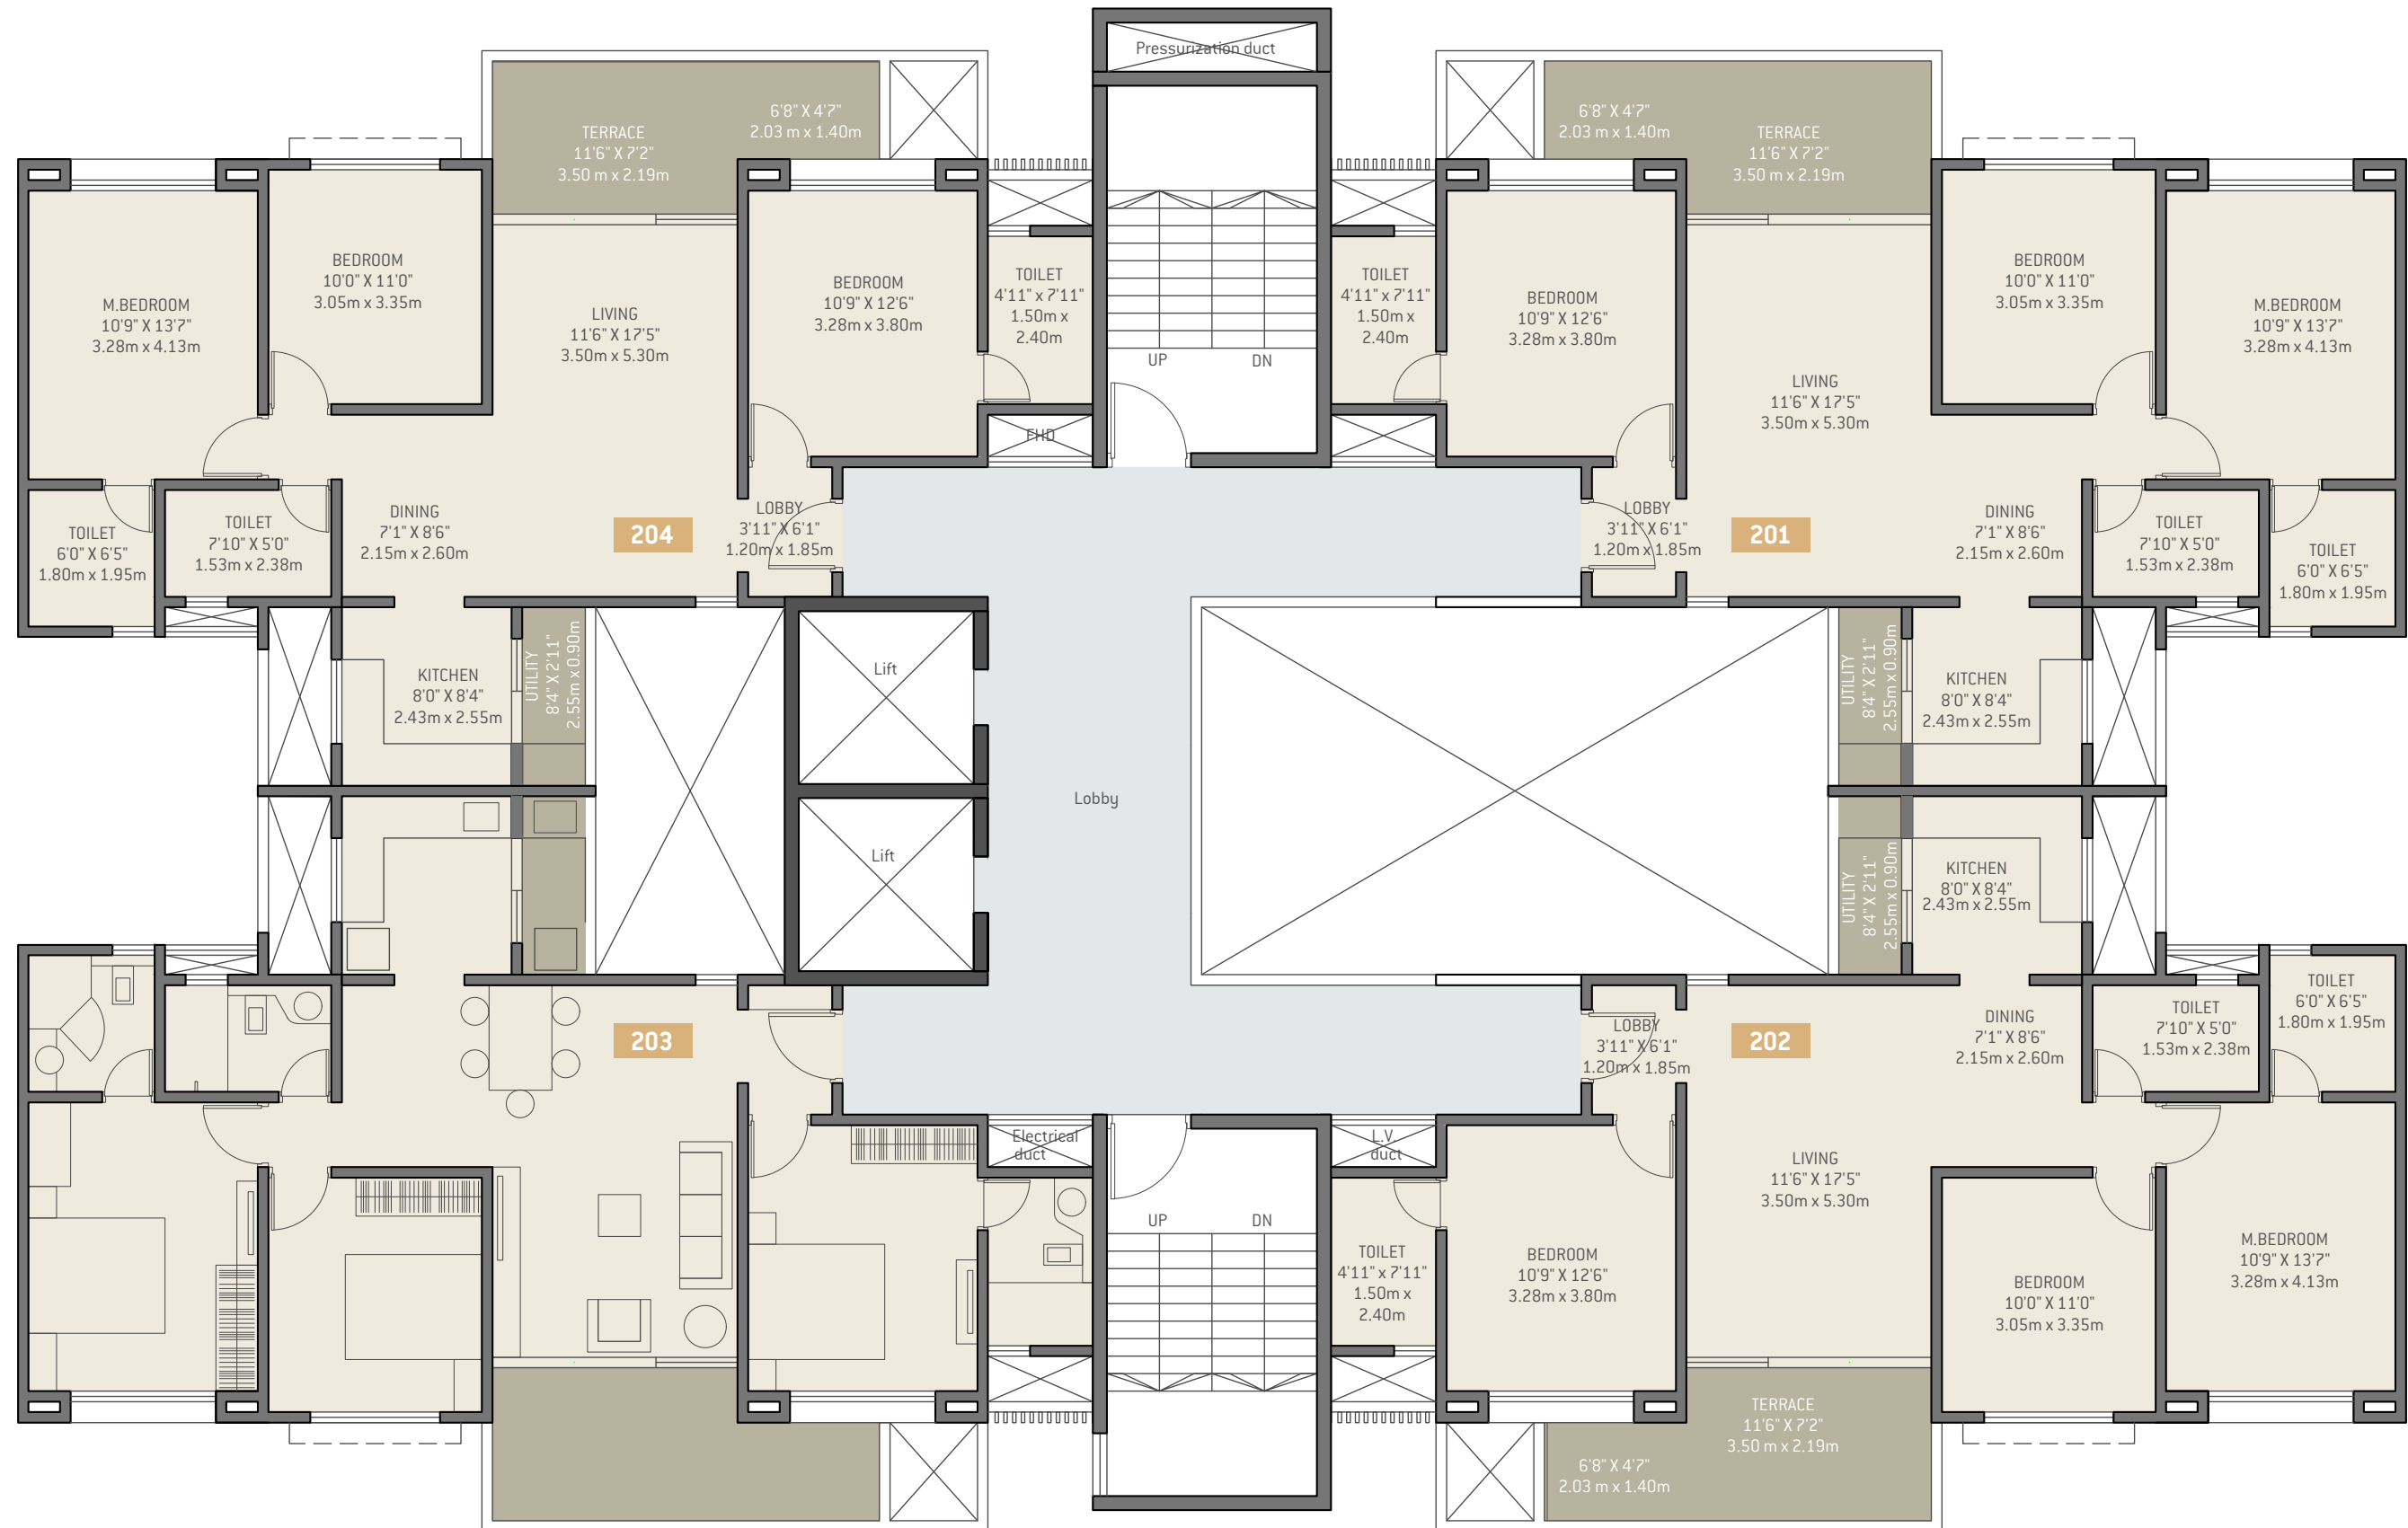 Pressurization duct
6'8" X 4'7"
2.03 m x 1.40m
TERRACE
11'6" X 7'2"
3.50 m x 2.19m
6'8" X 4'7"
2.03 m x 1.40m
TERRACE
11'6" X 7'2"
3.50 m x 2.19m
M.BEDROOM
10'9" X 13'7"
3.28m x 4.13m
BEDROOM
10'0" X 11'0"
3.05m x 3.35m
LIVING
11'6" X 17'5"
3.50m x 5.30m
BEDROOM
10'9" X 12'6"
3.28m x 3.80m
TOILET
4'11" x 7'11"
1.50m x
2.40m
UP
DN
TOILET
4'11" x 7'11"
1.50m x
2.40m
BEDROOM
10'9" X 12'6"
3.28m x 3.80m
LIVING
11'6" X 17'5"
3.50m x 5.30m
BEDROOM
10'0" X 11'0"
3.05m x 3.35m
M.BEDROOM
10'9" X 13'7"
3.28m x 4.13m
FHD
TOILET
6'0" X 6'5"
1.80m x 1.95m
TOILET
7'10" X 5'0"
1.53m x 2.38m
DINING
7'1" X 8'6"
2.15m x 2.60m
204
LOBBY
3'11" X 6'1"
1.20m x 1.85m
LOBBY
3'11" X 6'1"
1.20m x 1.85m
201
DINING
7'1" X 8'6"
2.15m x 2.60m
TOILET
7'10" X 5'0"
1.53m x 2.38m
TOILET
6'0" X 6'5"
1.80m x 1.95m
KITCHEN
8'0" X 8'4"
2.43m x 2.55m
UTILITY
8'4" X 2'11"
2.55m x 0.90m
Lift
UTILITY
8'4" X 2'11"
2.55m x 0.90m
KITCHEN
8'0" X 8'4"
2.43m x 2.55m
Lobby
Lift
UTILITY
8'4" X 2'11"
2.55m x 0.90m
KITCHEN
8'0" X 8'4"
2.43m x 2.55m
203
LOBBY
3'11" X 6'1"
1.20m x 1.85m
202
DINING
7'1" X 8'6"
2.15m x 2.60m
TOILET
7'10" X 5'0"
1.53m x 2.38m
TOILET
6'0" X 6'5"
1.80m x 1.95m
Electrical
duct
L.V.
duct
UP
DN
TOILET
4'11" x 7'11"
1.50m x
2.40m
BEDROOM
10'9" X 12'6"
3.28m x 3.80m
LIVING
11'6" X 17'5"
3.50m x 5.30m
BEDROOM
10'0" X 11'0"
3.05m x 3.35m
M.BEDROOM
10'9" X 13'7"
3.28m x 4.13m
TERRACE
11'6" X 7'2"
3.50 m x 2.19m
6'8" X 4'7"
2.03 m x 1.40m